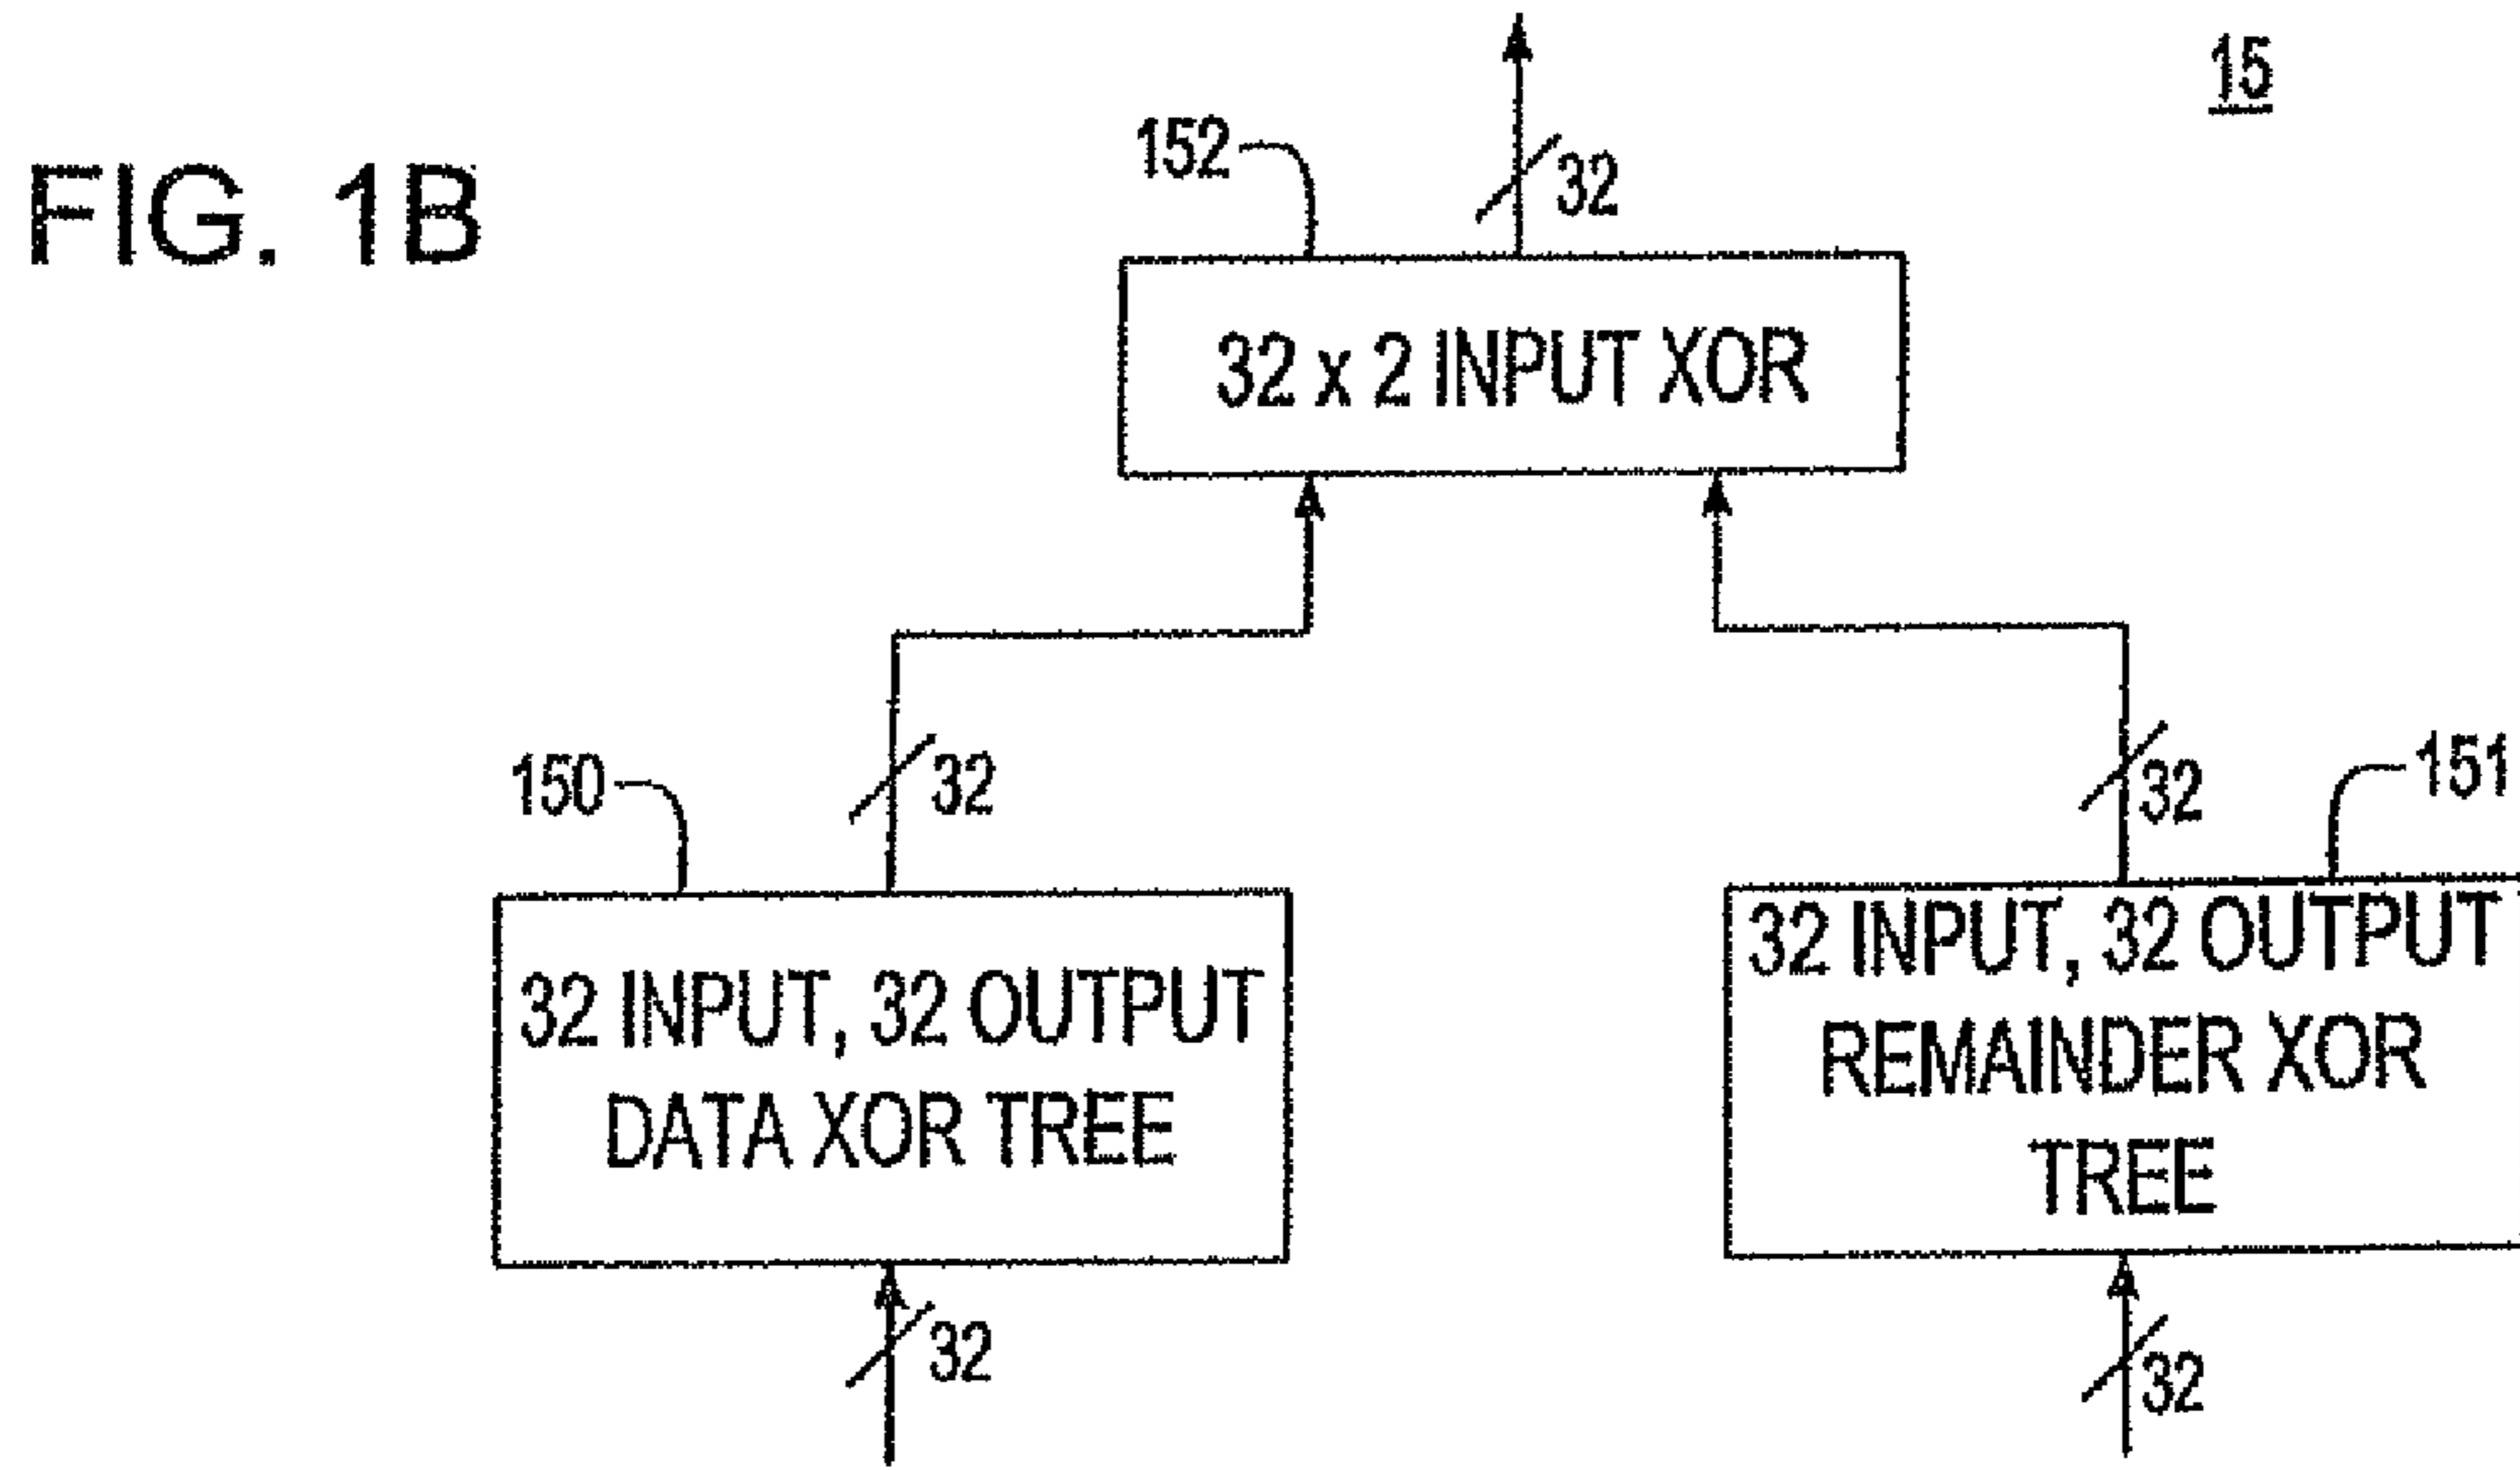 15
152
32
FIG. 1B
32 x 2 INPUT XOR
150
32
32
151
32 INPUT, 32 OUTPUT
DATA XOR TREE
32 INPUT, 32 OUTPUT
REMAINDER XOR
TREE
32
32